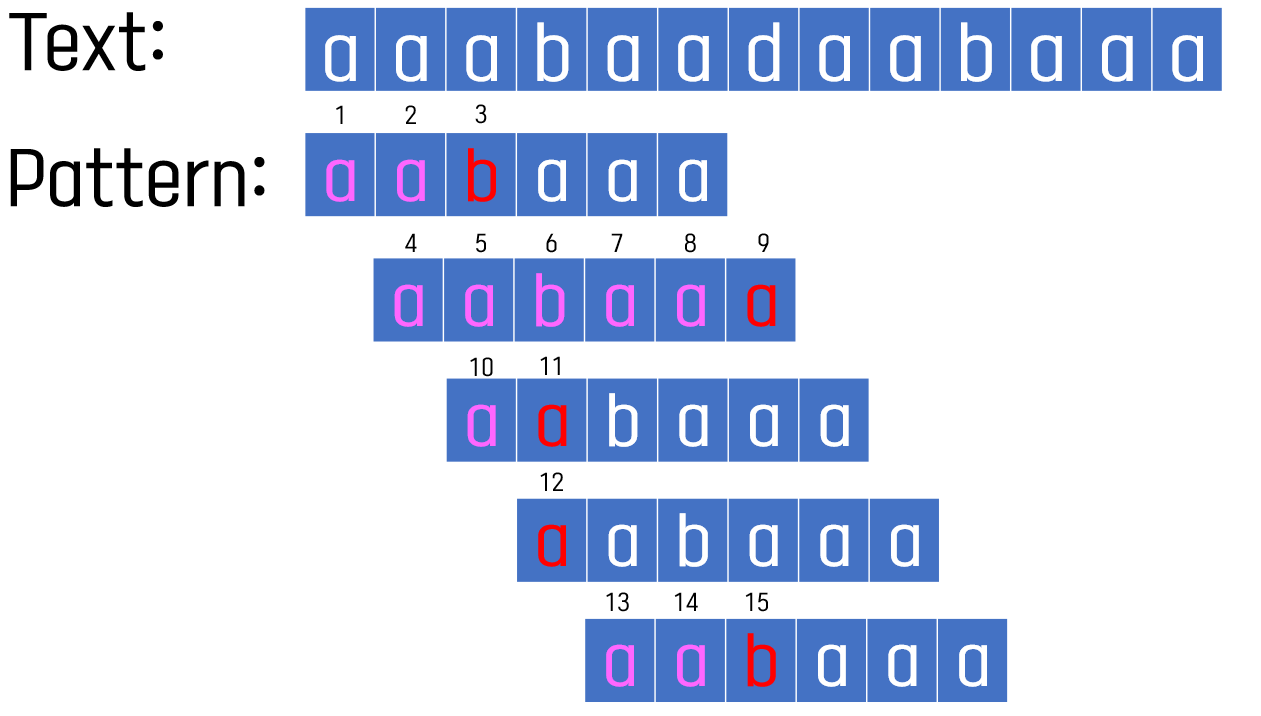 Text: a a a b a a d a a b a a a
1 2 3
Pattern: a a b a a a
4 5 6 7 8 9
a a b a a a
10 11
a a b a a a
12
a a b a a a
13 14 15
a a b a a a